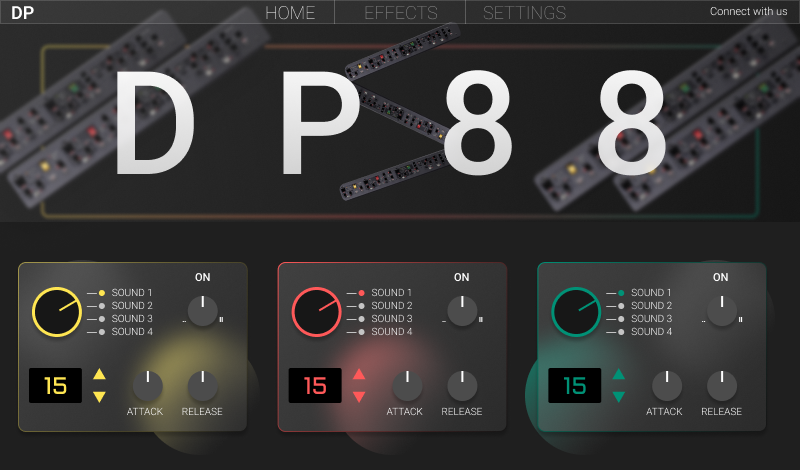 DP HOME EFFECTS SETTINGS Connect with us
DP88
ON ON ON
SOUND 1 SOUND 1 SOUND 1
SOUND 2 SOUND 2 SOUND 2
SOUND 3 SOUND 3 SOUND 3
SOUND 4 SOUND 4 SOUND 4
15 15 15
ATTACK RELEASE ATTACK RELEASE ATTACK RELEASE